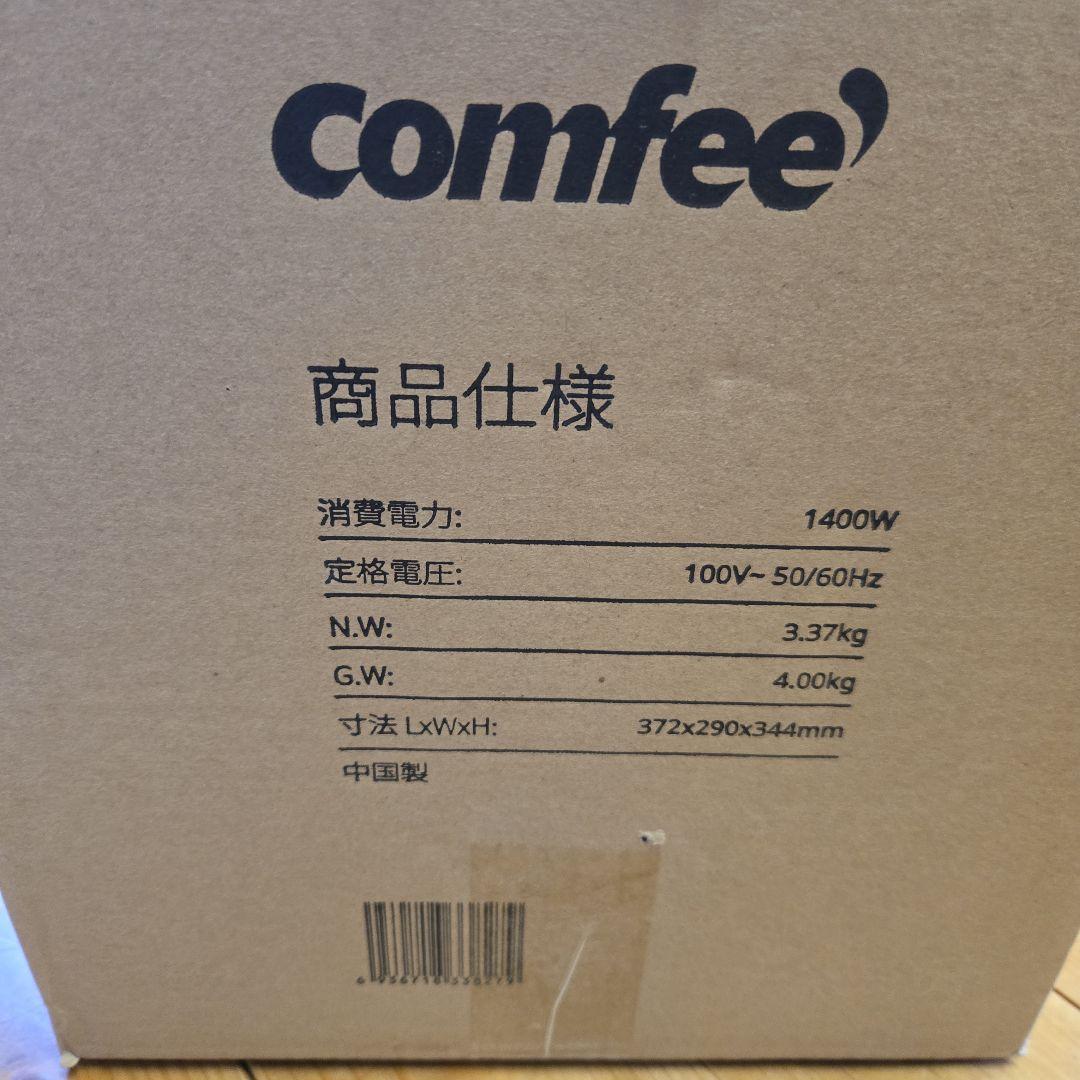 comfee'
商品仕様
消費電力: 1400W
定格電圧: 100V~ 50/60Hz
N.W: 3.37kg
G.W: 4.00kg
寸法 LxWxH: 372x290x344mm
中国製